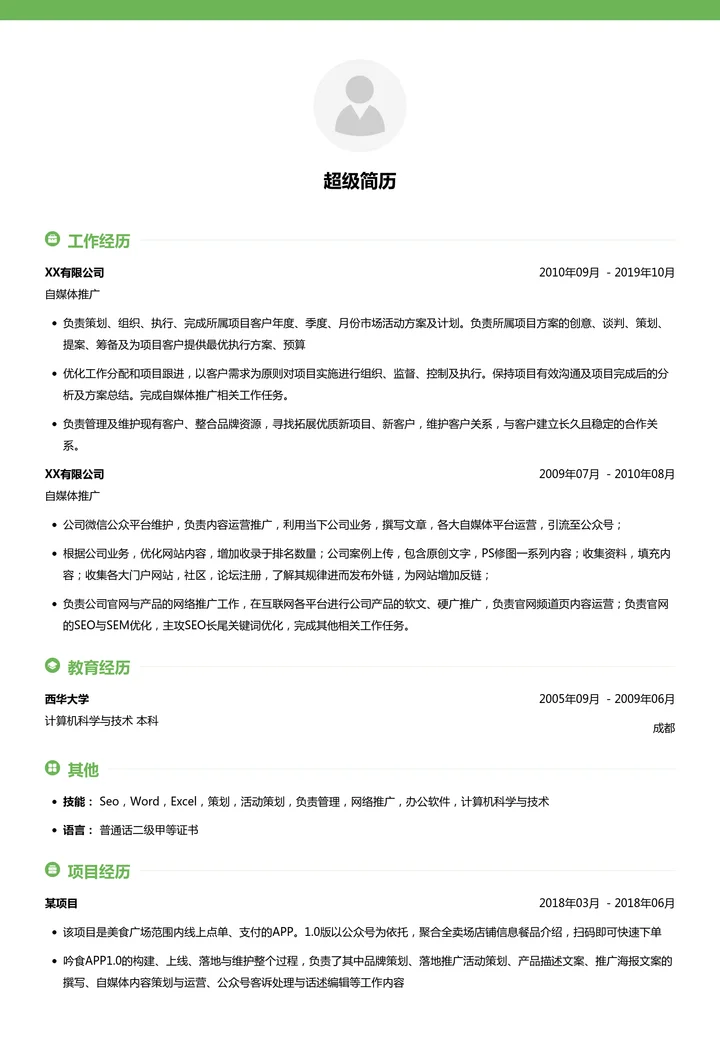 超级简历
工作经历
XX有限公司 2010年09月 - 2019年10月
自媒体推广
负责策划、组织、执行、完成所属项目客户年度、季度、月份市场活动方案及计划。负责所属项目方案的创意、谈判、策划、
提案、筹备及为项目客户提供最优执行方案、预算
优化工作分配和项目跟进，以客户需求为原则对项目实施进行组织、监督、控制及执行。保持项目有效沟通及项目完成后的分
析及方案总结。完成自媒体推广相关工作任务。
负责管理及维护现有客户、整合品牌资源，寻找拓展优质新项目、新客户，维护客户关系，与客户建立长久且稳定的合作关
系。
XX有限公司 2009年07月 - 2010年08月
自媒体推广
公司微信公众平台维护，负责内容运营推广，利用当下公司业务，撰写文章，各大自媒体平台运营，引流至公众号；
根据公司业务，优化网站内容，增加收录于排名数量；公司案例上传，包含原创文字，PS修图一系列内容；收集资料，填充内
容；收集各大门户网站，社区，论坛注册，了解其规律进而发布外链，为网站增加反链；
负责公司官网与产品的网络推广工作，在互联网各平台进行公司产品的软文、硬广推广，负责官网频道页内容运营；负责官网
的SEO与SEM优化，主攻SEO长尾关键词优化，完成其他相关工作任务。
教育经历
西华大学 2005年09月 - 2009年06月
计算机科学与技术 本科 成都
其他
技能： Seo，Word，Excel，策划，活动策划，负责管理，网络推广，办公软件，计算机科学与技术
语言： 普通话二级甲等证书
项目经历
某项目 2018年03月 - 2018年06月
该项目是美食广场范围内线上点单、支付的APP。1.0版以公众号为依托，聚合全卖场店铺信息餐品介绍，扫码即可快速下单
吟食APP1.0的构建、上线、落地与维护整个过程，负责了其中品牌策划、落地推广活动策划、产品描述文案、推广海报文案的
撰写、自媒体内容策划与运营、公众号客诉处理与话述编辑等工作内容